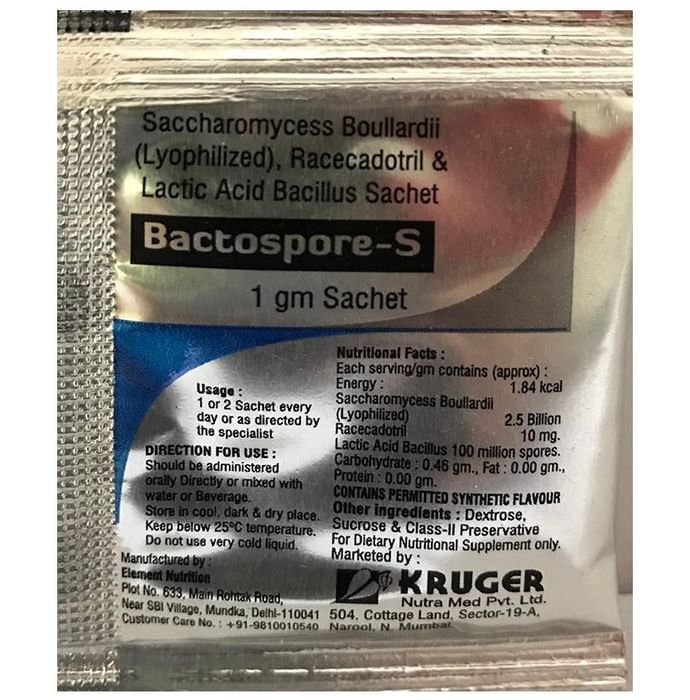 Saccharomycess Boullardii
(Lyophilized), Racecadotril &
Lactic Acid Bacillus Sachet
Bactospore-S
1 gm Sachet
Usage :
1 or 2 Sachet every
day or as directed by
the specialist
DIRECTION FOR USE :
Should be administered
orally Directly or mixed with
water or Beverage.
Store in cool, dark & dry place.
Keep below 25°C temperature.
Do not use very cold liquid.
Manufactured by :
Element Nutrition
Plot No. 633, Main Rohtak Road,
Near SBI Village, Mundka, Delhi-110041
Customer Care No. : +91-9810010540
Nutritional Facts :
Each serving/gm contains (approx) :
Energy : 1.84 kcal
Saccharomycess Boullardii
(Lyophilized) 2.5 Billion
Racecadotril 10 mg.
Lactic Acid Bacillus 100 million spores.
Carbohydrate : 0.46 gm., Fat : 0.00 gm.,
Protein : 0.00 gm.
CONTAINS PERMITTED SYNTHETIC FLAVOUR
Other ingredients : Dextrose,
Sucrose & Class-II Preservative
For Dietary Nutritional Supplement only.
Marketed by :
KRUGER
Nutra Med Pvt. Ltd.
504, Cottage Land, Sector-19-A,
Narool, N. Mumbai.